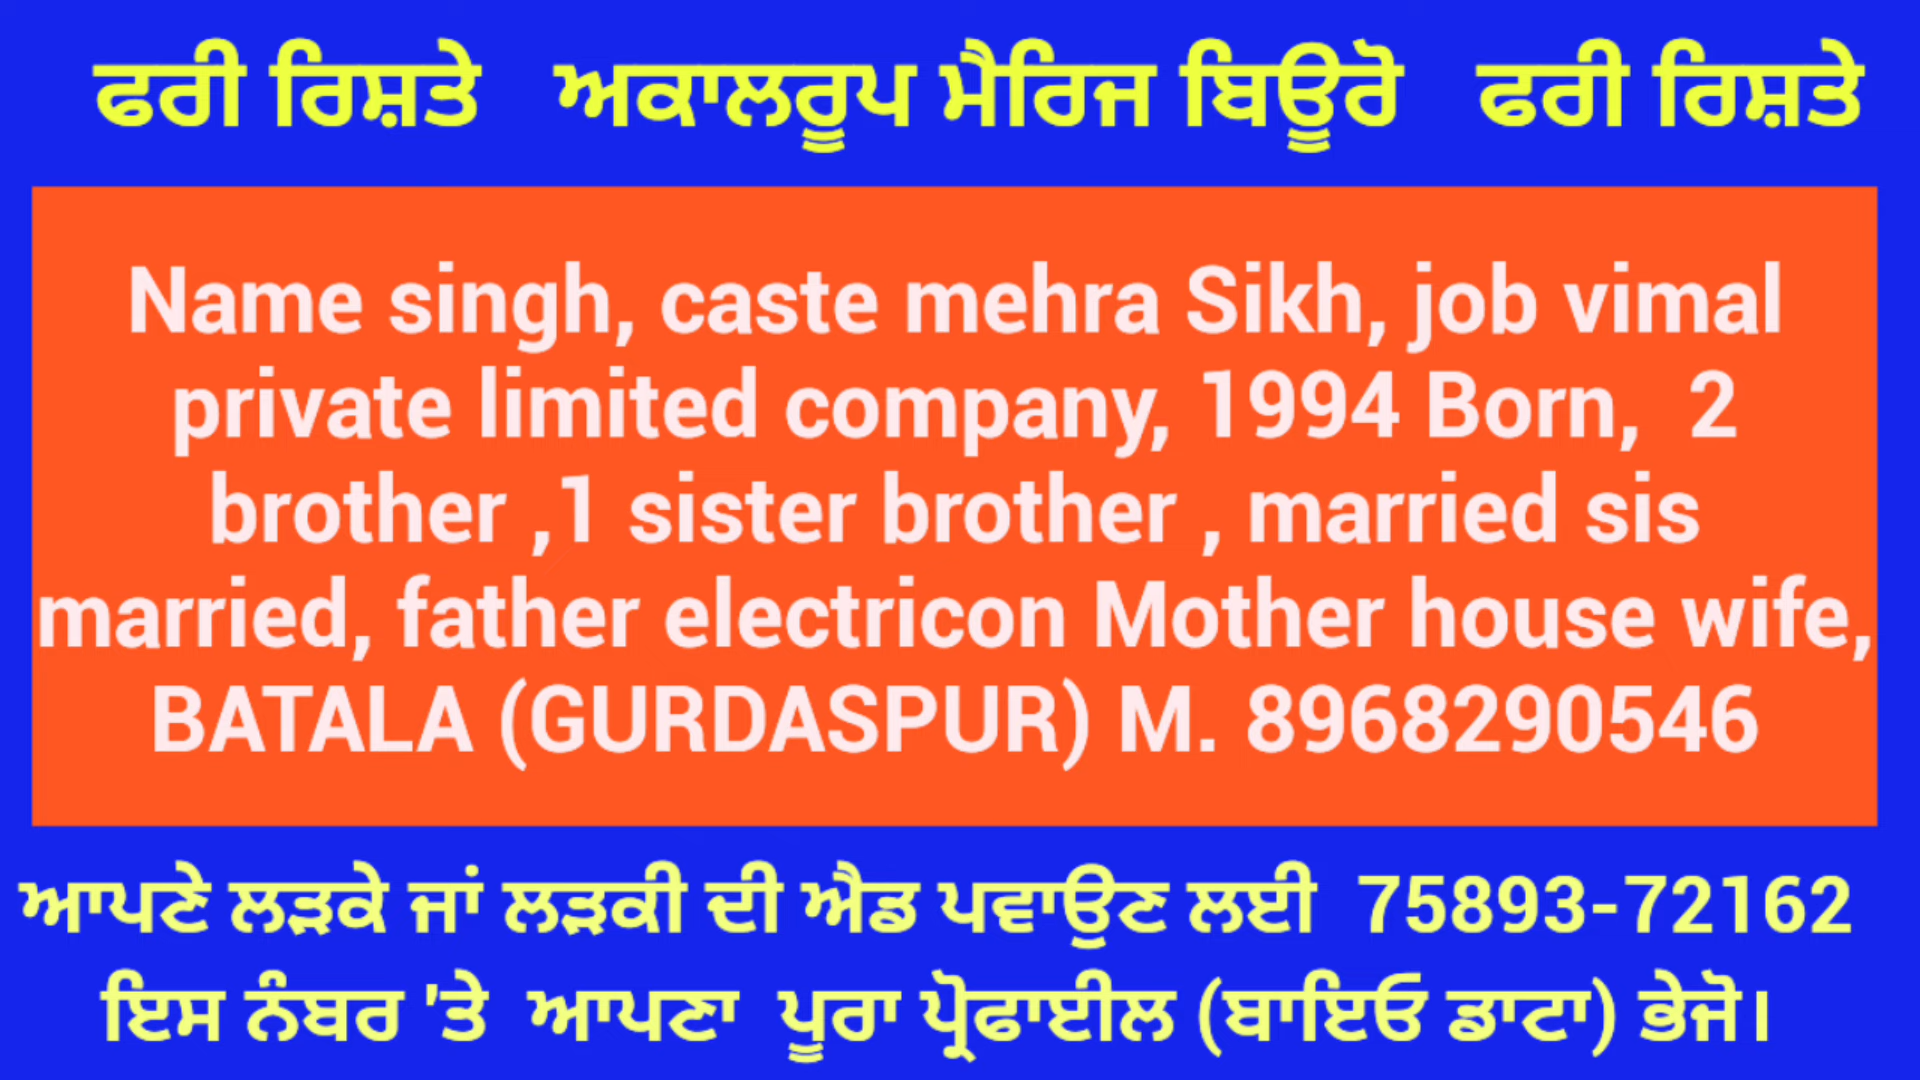 ਫਰੀ ਰਿਸ਼ਤੇ ਅਕਾਲਰੂਪ ਮੈਰਿਜ ਬਿਊਰੋ ਫਰੀ ਰਿਸ਼ਤੇ
Name singh, caste mehra Sikh, job vimal
private limited company, 1994 Born, 2
brother ,1 sister brother , married sis
married, father electricon Mother house wife,
BATALA (GURDASPUR) M. 8968290546
ਆਪਣੇ ਲੜਕੇ ਜਾਂ ਲੜਕੀ ਦੀ ਐਡ ਪਵਾਉਣ ਲਈ 75893-72162
ਇਸ ਨੰਬਰ 'ਤੇ ਆਪਣਾ ਪੂਰਾ ਪ੍ਰੋਫਾਈਲ (ਬਾਇਓ ਡਾਟਾ) ਭੇਜੋ।